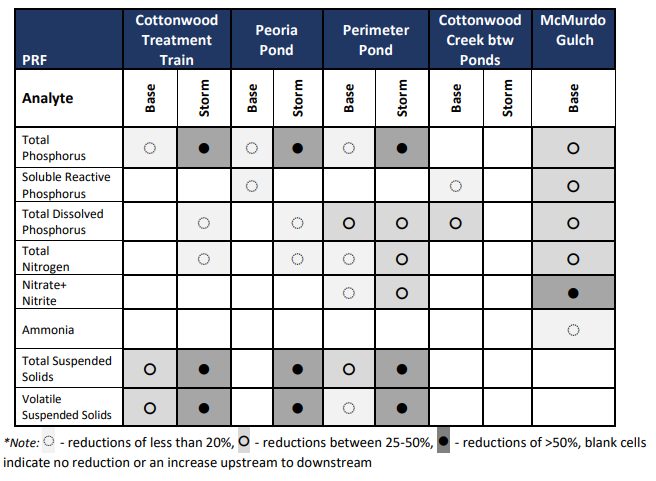 PRF Cottonwood Treatment Train Peoria Pond Perimeter Pond Cottonwood Creek btw Ponds McMurdo Gulch
Analyte Base Storm Base Storm Base Storm Base Storm Base
Total Phosphorus ◌ ● ◌ ● ◌ ● O
Soluble Reactive Phosphorus ◌ ◌ O
Total Dissolved Phosphorus ◌ ◌ O O O O
Total Nitrogen ◌ ◌ ◌ O O
Nitrate+ Nitrite ◌ O ●
Ammonia ◌
Total Suspended Solids O ● ● O ●
Volatile Suspended Solids O ● ● ◌ ●
*Note: ◌ - reductions of less than 20%, O - reductions between 25-50%, ● - reductions of >50%, blank cells
indicate no reduction or an increase upstream to downstream